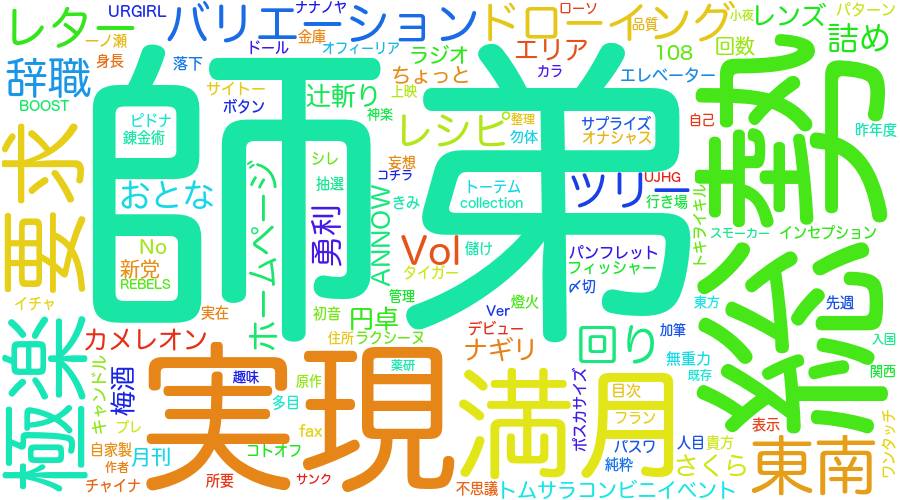 レター
URGIRL
バリエーション
ナナノヤ
ドローイング
ローソ
品質
小夜
レンズ
パターン
詰め
一ノ瀬
金庫
身長
ドール
オフィーリア
ラジオ
エリア
108
回数
辞職
落下
ちょっと
カラ
エレベーター
BOOST
サイトー
ボタン
辻斬り
上映
神楽
レシピ
整理
勿体
サプライズ
オナシャス
自己
昨年度
ピドナ
錬金術
師弟
総勢
要求
シレ
妄想
コチラ
抽選
おとな
トーテム
collection
ツリー
UJHG
行き場
トキヲイキル
ホームページ
勇利
ANNOW
きみ
スモーカー
インセプション
No
新党
REBELS
Vol
儲け
タイガー
パンフレット
フィッシャー
〆切
管理
燈火
Ver
イチャ
実在
初音
円卓
住所
ラクシーヌ
デビュー
加筆
東方
先週
極楽
カメレオン
ナギリ
回り
無重力
入国
実現
満月
薬研
既存
関西
キャンドル
梅酒
趣味
原作
多目
ポスカサイズ
目次
フラン
表示
プレ
fax
自家製
月刊
コトオフ
パスワ
人目
貴方
東南
ワンタッチ
作者
チャイナ
所要
サンク
不思議
純粋
さくら
トムサラコンビニイベント